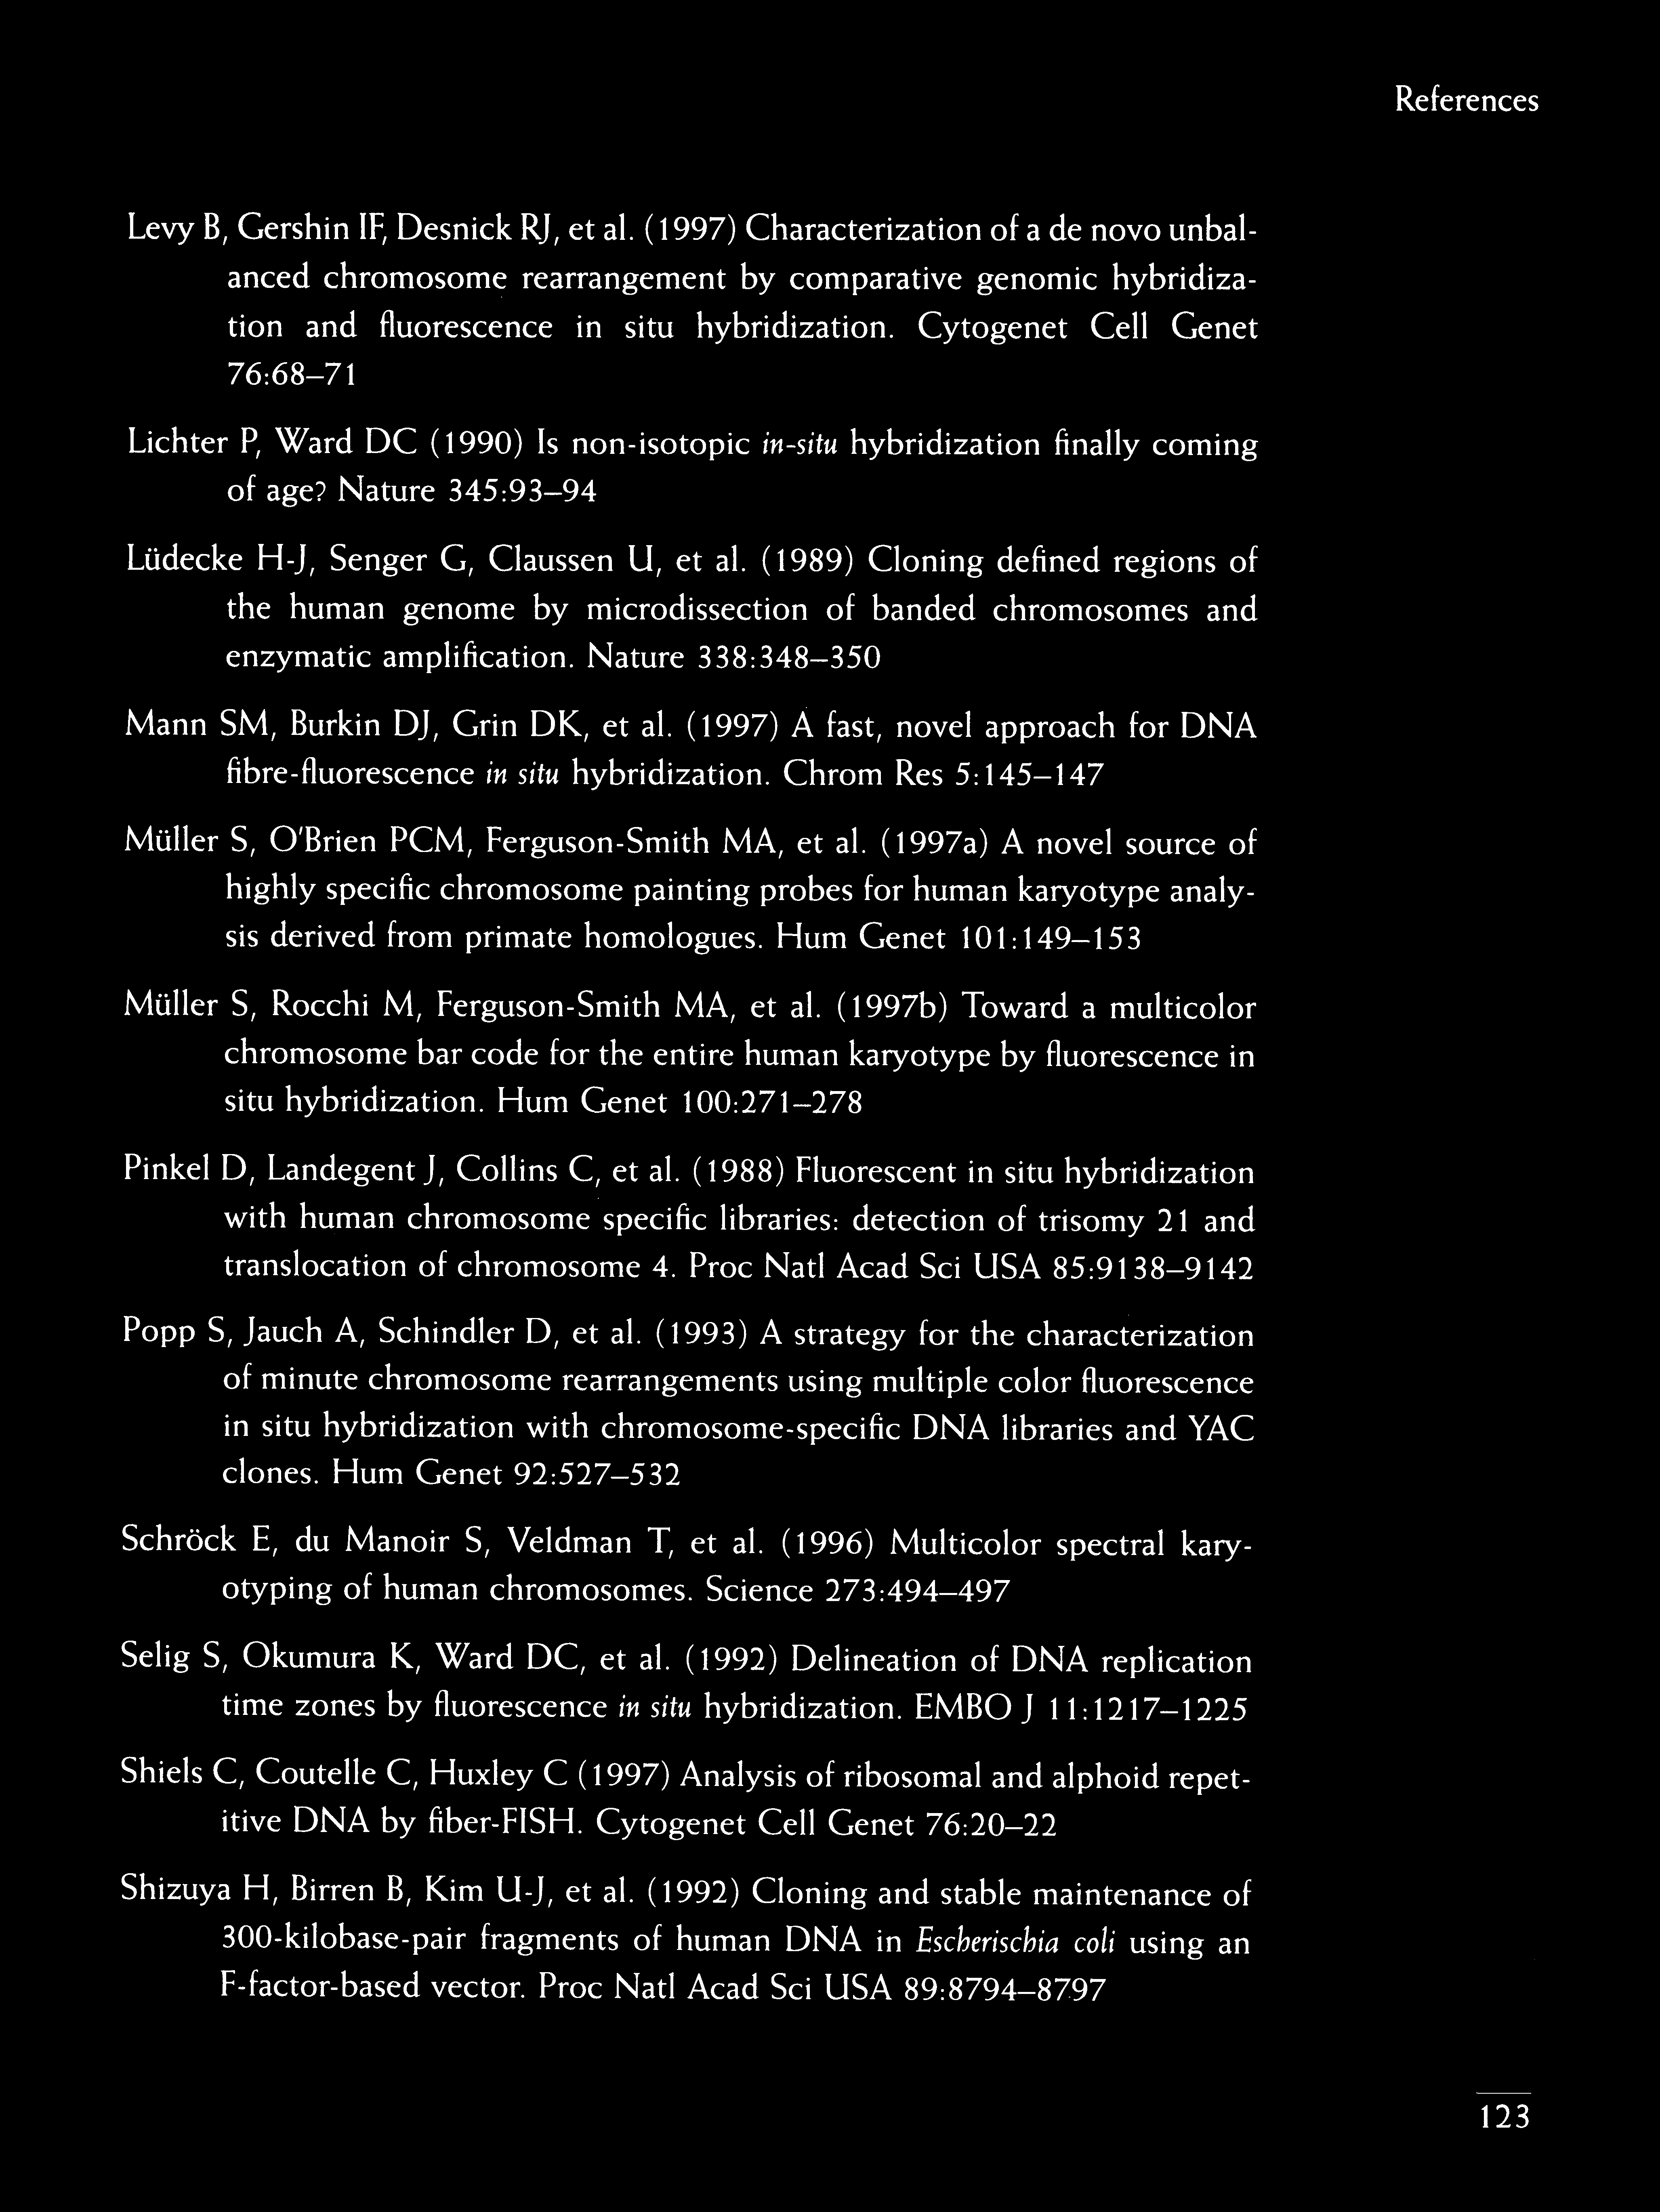 References
Levy B, Gershin IF, Desnick RJ, et al. (1997) Characterization of a de novo unbal-
anced chromosome rearrangement by comparative genomic hybridiza-
tion and fluorescence in situ hybridization. Cytogenet Cell Genet
76:68–71
Lichter P, Ward DC (1990) Is non-isotopic in-situ hybridization finally coming
of age? Nature 345:93–94
Lüdecke H-J, Senger G, Claussen U, et al. (1989) Cloning defined regions of
the human genome by microdissection of banded chromosomes and
enzymatic amplification. Nature 338:348–350
Mann SM, Burkin DJ, Grin DK, et al. (1997) A fast, novel approach for DNA
fibre-fluorescence in situ hybridization. Chrom Res 5:145–147
Müller S, O'Brien PCM, Ferguson-Smith MA, et al. (1997a) A novel source of
highly specific chromosome painting probes for human karyotype analy-
sis derived from primate homologues. Hum Genet 101:149–153
Müller S, Rocchi M, Ferguson-Smith MA, et al. (1997b) Toward a multicolor
chromosome bar code for the entire human karyotype by fluorescence in
situ hybridization. Hum Genet 100:271–278
Pinkel D, Landegent J, Collins C, et al. (1988) Fluorescent in situ hybridization
with human chromosome specific libraries: detection of trisomy 21 and
translocation of chromosome 4. Proc Natl Acad Sci USA 85:9138–9142
Popp S, Jauch A, Schindler D, et al. (1993) A strategy for the characterization
of minute chromosome rearrangements using multiple color fluorescence
in situ hybridization with chromosome-specific DNA libraries and YAC
clones. Hum Genet 92:527–532
Schröck E, du Manoir S, Veldman T, et al. (1996) Multicolor spectral kary-
otyping of human chromosomes. Science 273:494–497
Selig S, Okumura K, Ward DC, et al. (1992) Delineation of DNA replication
time zones by fluorescence in situ hybridization. EMBO J 11:1217–1225
Shiels C, Coutelle C, Huxley C (1997) Analysis of ribosomal and alphoid repet-
itive DNA by fiber-FISH. Cytogenet Cell Genet 76:20–22
Shizuya H, Birren B, Kim U-J, et al. (1992) Cloning and stable maintenance of
300-kilobase-pair fragments of human DNA in Escherischia coli using an
F-factor-based vector. Proc Natl Acad Sci USA 89:8794–8797
123